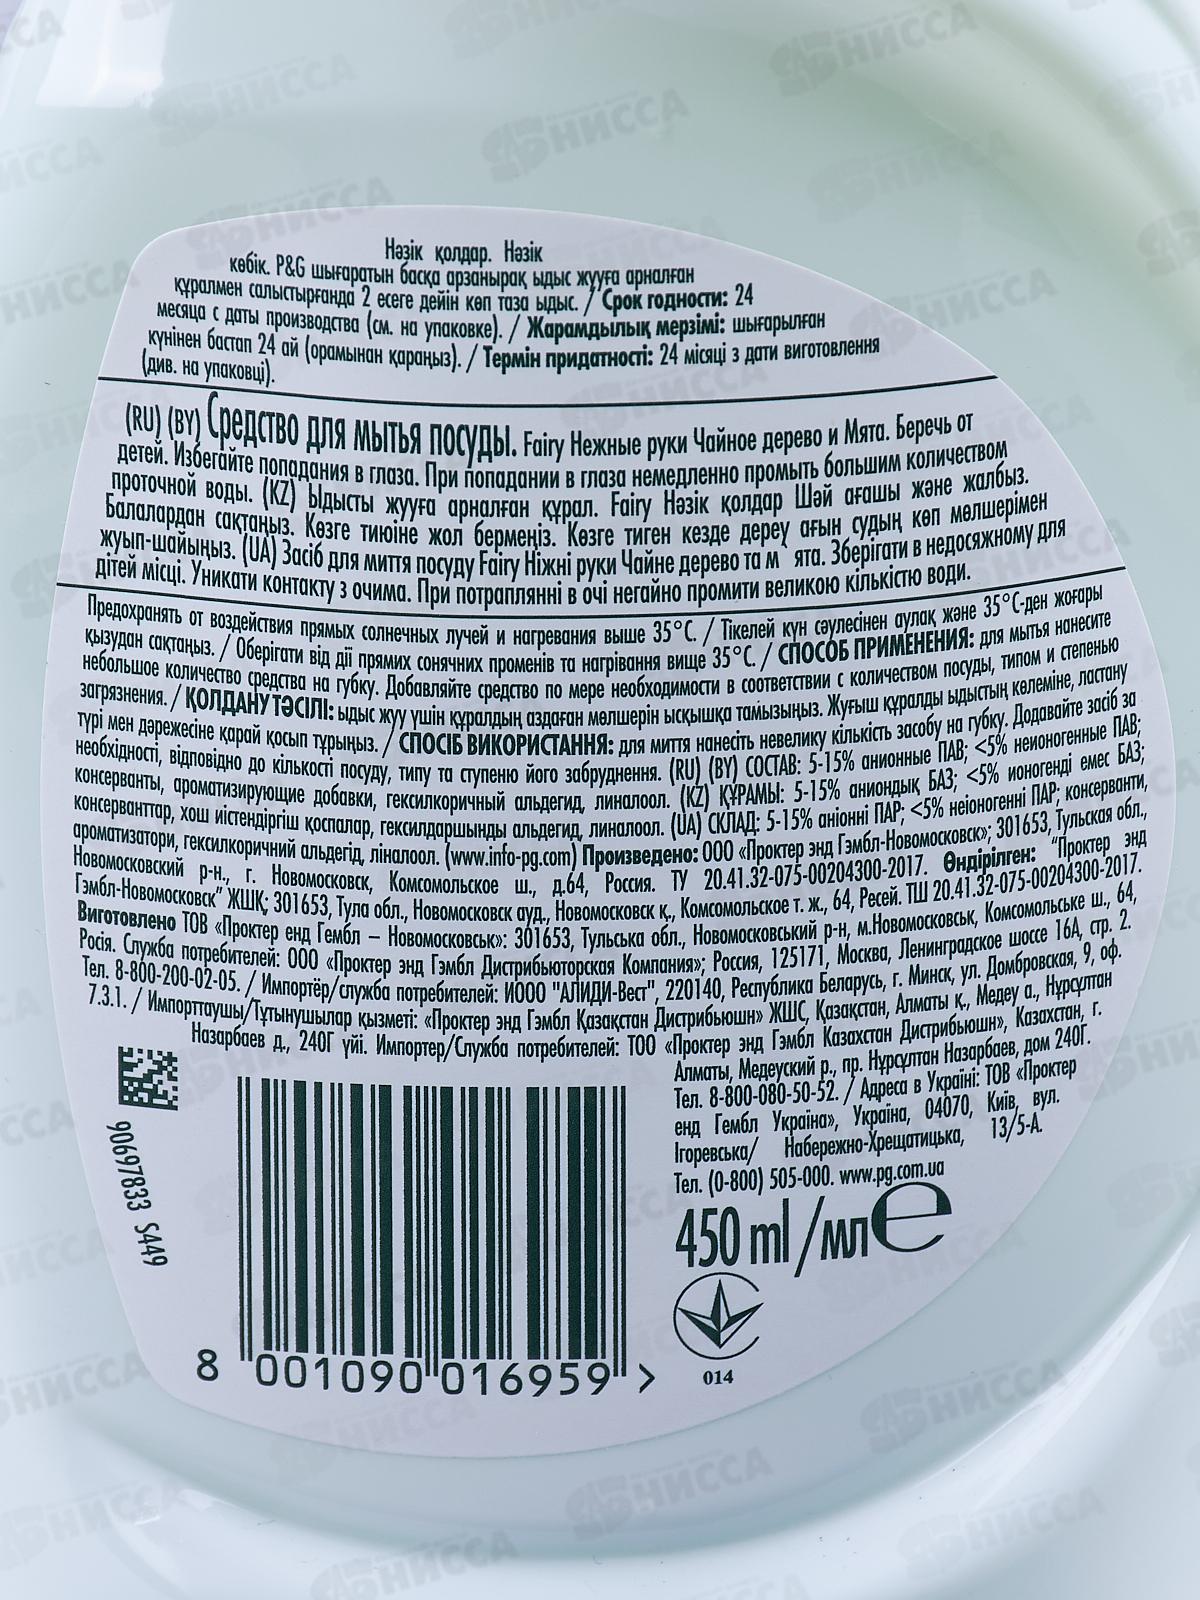 Нәзік қолдар. Нәзік
көбік. P&G шығаратын басқа арзанырақ ыдыс жууға арналған
құралмен салыстырғанда 2 есеге дейін көп таза ыдыс. / Срок годности: 24
месяца с даты производства (см. на упаковке). / Жарамдылық мерзімі: шығарылған
күнінен бастап 24 ай (орамынан қараңыз). / Термін придатності: 24 місяці з дати виготовлення
(див. на упаковці).
(RU) (BY) Средство для мытья посуды. Fairy Нежные руки Чайное дерево и Мята. Беречь от
детей. Избегайте попадания в глаза. При попадании в глаза немедленно промыть большим количеством
проточной воды. (KZ) Ыдысты жууға арналған құрал. Fairy Нәзік қолдар Шәй ағашы және жалбыз.
Балалардан сақтаңыз. Көзге тиюіне жол бермеңіз. Көзге тиген кезде дереу ағын судың көп мөлшерімен
жуып-шайыңыз. (UA) Засіб для миття посуду Fairy Ніжні руки Чайне дерево та м`ята. Зберігати в недосяжному для
дітей місці. Уникати контакту з очима. При потраплянні в очі негайно промити великою кількістю води.
Предохранять от воздействия прямых солнечных лучей и нагревания выше 35°C. / Тікелей күн сәулесінен аулақ және 35°C-ден жоғары
қызудан сақтаңыз. / Оберігати від дії прямих сонячних променів та нагрівання вище 35°C. / СПОСОБ ПРИМЕНЕНИЯ: для мытья нанесите
небольшое количество средства на губку. Добавляйте средство по мере необходимости в соответствии с количеством посуды, типом и степенью
загрязнения. / ҚОЛДАНУ ТӘСІЛІ: ыдыс жуу үшін құралдың аздаған мөлшерін ысқышқа тамызыңыз. Жуғыш құралды ыдыстың көлеміне, ластану
түрі мен дәрежесіне қарай қосып тұрыңыз. / СПОСІБ ВИКОРИСТАННЯ: для миття нанесіть невелику кількість засобу на губку. Додавайте засіб за
необхідності, відповідно до кількості посуду, типу та ступеню його забруднення. (RU) (BY) СОСТАВ: 5-15% анионные ПАВ; <5% неионогенные ПАВ;
консерванты, ароматизирующие добавки, гексилкоричный альдегид, линалоол. (KZ) ҚҰРАМЫ: 5-15% аниондық БАЗ; <5% ионогенді емес БАЗ;
консерванттар, хош иістендіргіш қоспалар, гексилдаршынды альдегид, линалоол. (UA) СКЛАД: 5-15% аніонні ПАР; <5% неіоногенні ПАР; консерванти,
ароматизатори, гексилкоричний альдегід, ліналоол. (www.info-pg.com) Произведено: ООО «Проктер энд Гэмбл-Новомосковск»; 301653, Тульская обл.,
Новомосковский р-н., г. Новомосковск, Комсомольское ш., д.64, Россия. ТУ 20.41.32-075-00204300-2017. Өндірілген: "Проктер энд
Гэмбл-Новомосковск" ЖШҚ; 301653, Тула обл., Новомосковск ауд., Новомосковск қ., Комсомольское т. ж., 64, Ресей. ТШ 20.41.32-075-00204300-2017.
Виготовлено ТОВ «Проктер енд Гембл – Новомосковськ»: 301653, Тульська обл., Новомосковський р-н, м.Новомосковськ, Комсомольське ш., 64,
Росія. Служба потребителей: ООО «Проктер энд Гэмбл Дистрибьюторская Компания»; Россия, 125171, Москва, Ленинградское шоссе 16А, стр. 2.
Тел. 8-800-200-02-05. / Импортёр/служба потребителей: ИООО "АЛИДИ-Вест", 220140, Республика Беларусь, г. Минск, ул. Домбровская, 9, оф.
7.3.1. / Импорттаушы/Тұтынушылар қызметі: «Проктер энд Гэмбл Қазақстан Дистрибьюшн» ЖШС, Қазақстан, Алматы қ., Медеу а., Нұрсұлтан
Назарбаев д., 240Г үйі. Импортер/Служба потребителей: ТОО «Проктер энд Гэмбл Казахстан Дистрибьюшн», Казахстан, г.
Алматы, Медеуский р., пр. Нұрсұлтан Назарбаев, дом 240Г.
Тел. 8-800-080-50-52. / Адреса в Україні: ТОВ «Проктер
енд Гембл Україна», Україна, 04070, Київ, вул.
Ігоревська/ Набережно-Хрещатицька, 13/5-А.
Тел. (0-800) 505-000. www.pg.com.ua
450 ml/мл e
014
90697833 S449
8 001090 016959 >
АБНИССА